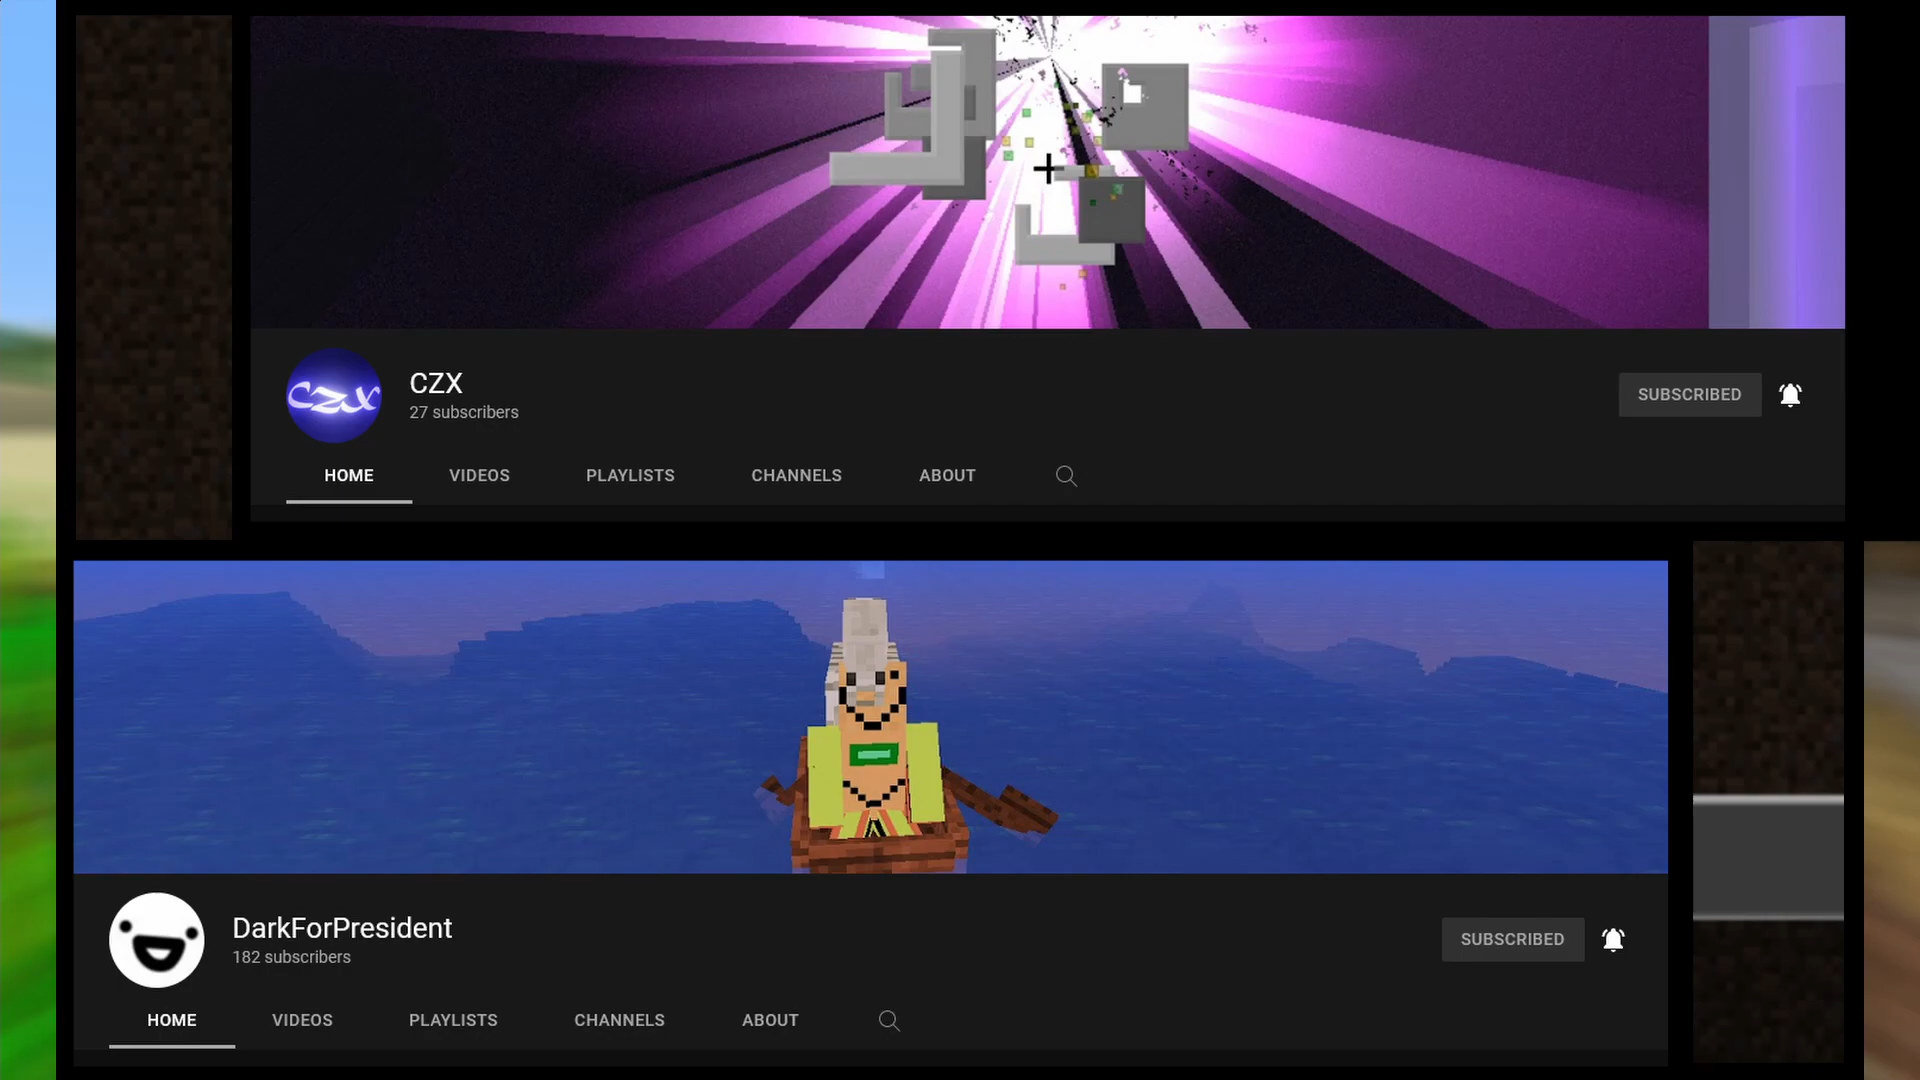 CZX
CZX
27 subscribers
SUBSCRIBED
HOME VIDEOS PLAYLISTS CHANNELS ABOUT
DarkForPresident
182 subscribers
SUBSCRIBED
HOME VIDEOS PLAYLISTS CHANNELS ABOUT